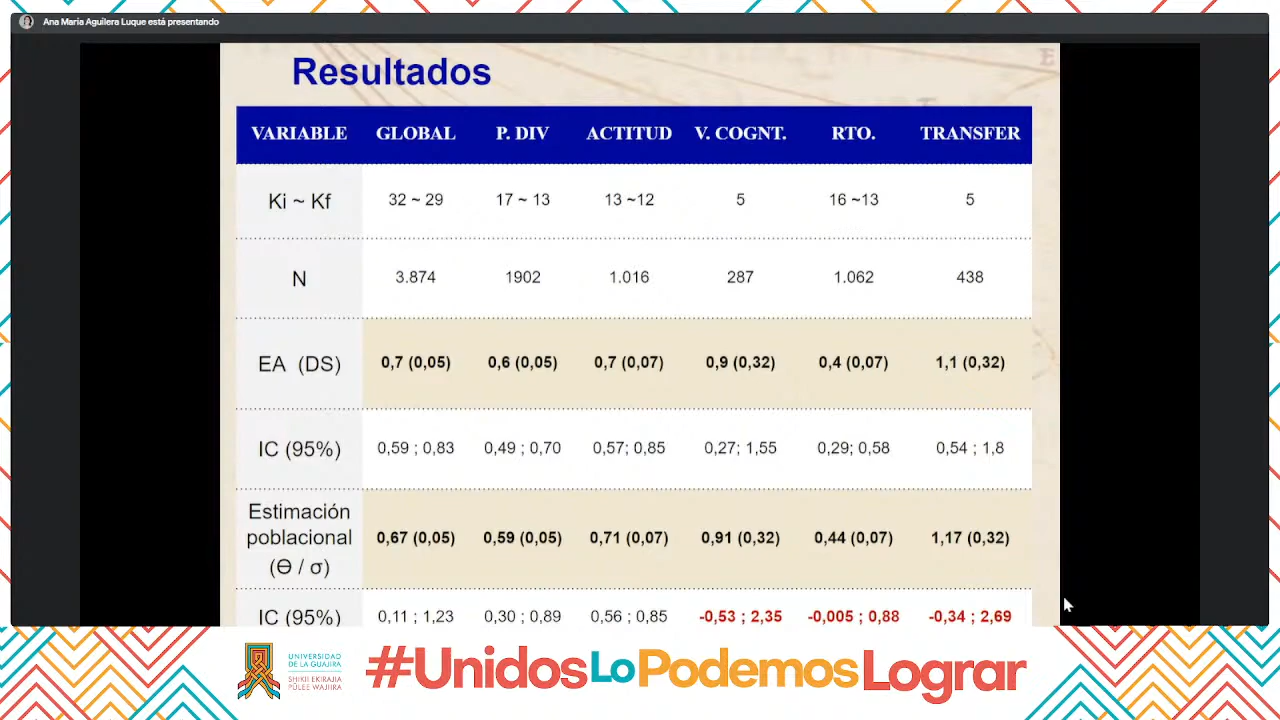 Ana María Aguilera Luque está presentando
Resultados
VARIABLE GLOBAL P. DIV ACTITUD V. COGNT. RTO. TRANSFER
Ki ~ Kf 32 ~ 29 17 ~ 13 13 ~12 5 16 ~13 5
N 3.874 1902 1.016 287 1.062 438
EA (DS) 0,7 (0,05) 0,6 (0,05) 0,7 (0,07) 0,9 (0,32) 0,4 (0,07) 1,1 (0,32)
IC (95%) 0,59 ; 0,83 0,49 ; 0,70 0,57; 0,85 0,27; 1,55 0,29; 0,58 0,54 ; 1,8
Estimación
poblacional
(Ɵ / σ) 0,67 (0,05) 0,59 (0,05) 0,71 (0,07) 0,91 (0,32) 0,44 (0,07) 1,17 (0,32)
IC (95%) 0,11 ; 1,23 0,30 ; 0,89 0,56 ; 0,85 -0,53 ; 2,35 -0,005 ; 0,88 -0,34 ; 2,69
UNIVERSIDAD
DE LA GUAJIRA
SHIKII EKIRAJIA
PÜLEE WAJIIRA
#UnidosLoPodemosLograr